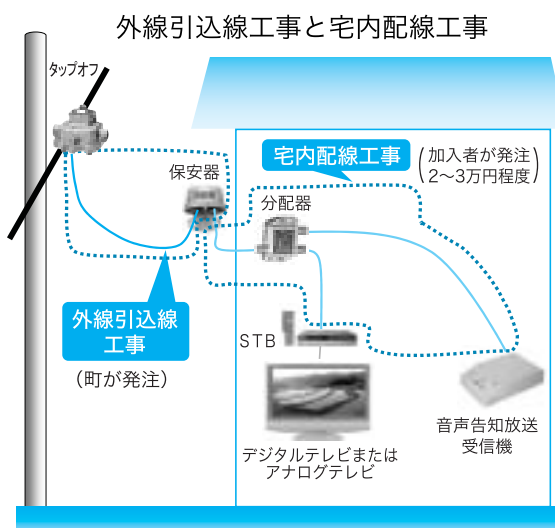 外線引込線工事と宅内配線工事
タップオフ
保安器
宅内配線工事
(加入者が発注
2〜3万円程度)
分配器
外線引込線
工事
(町が発注)
STB
デジタルテレビまたは
アナログテレビ
音声告知放送
受信機